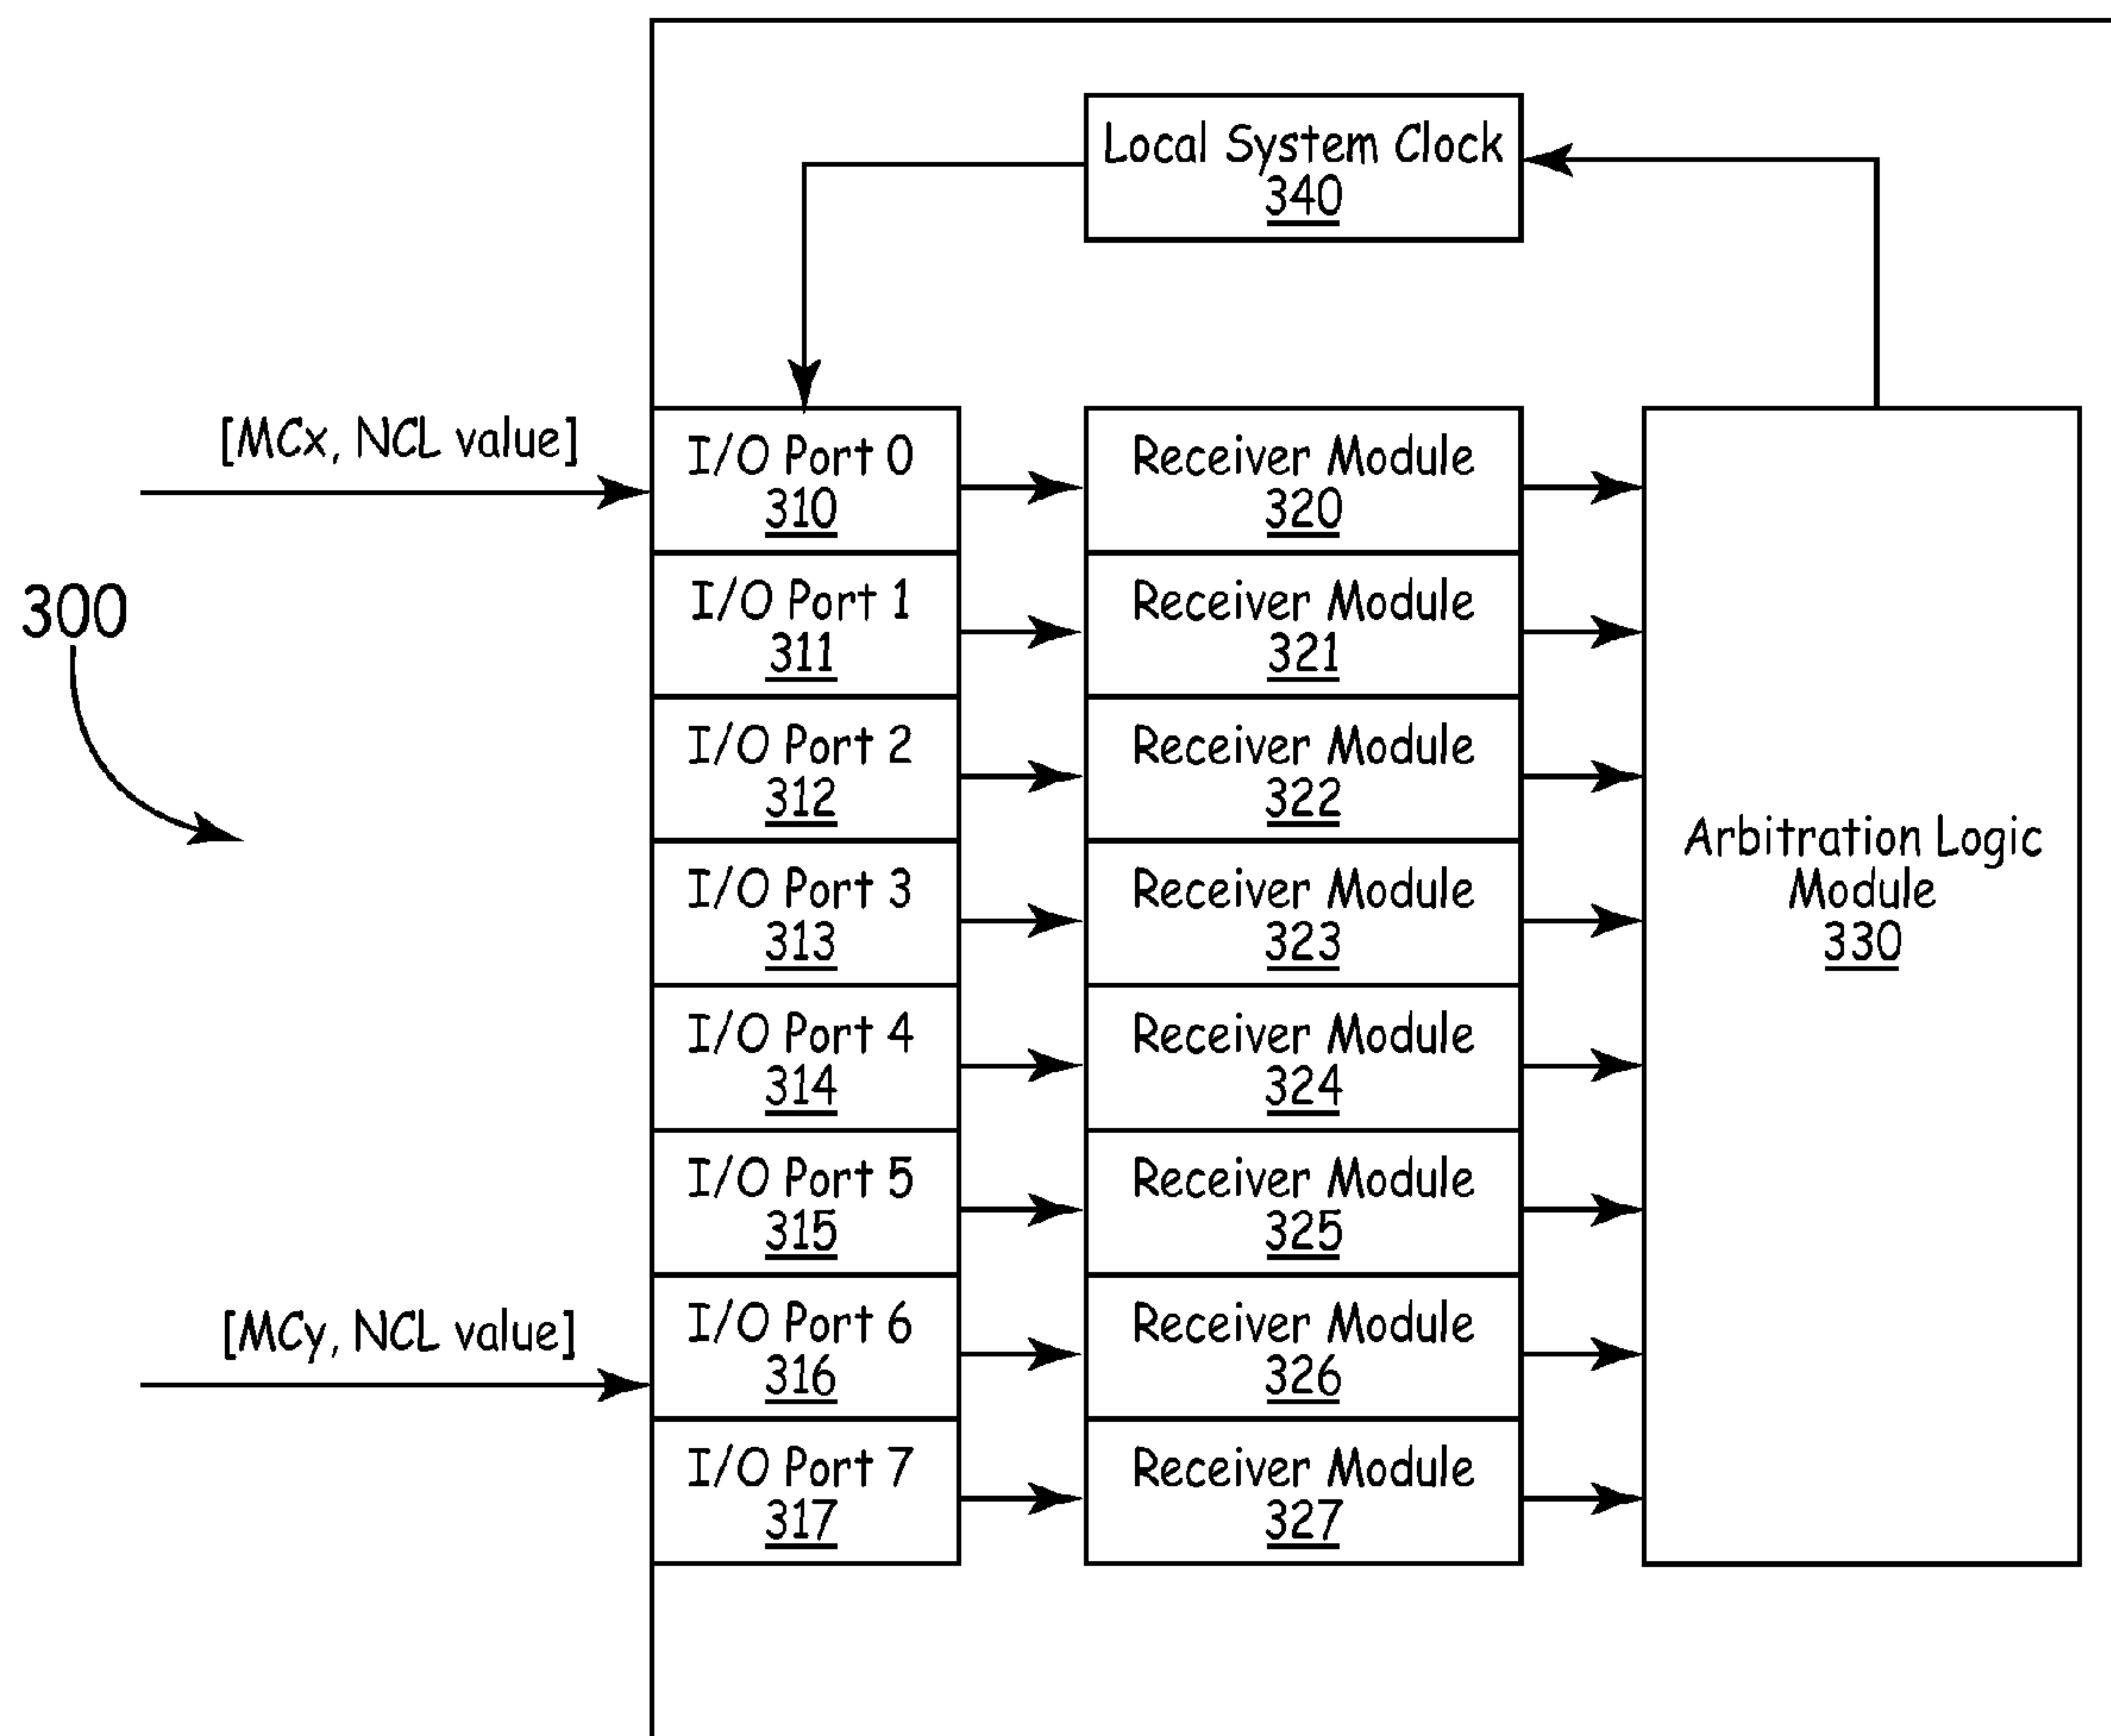 Local System Clock
340
[MCx, NCL value]
300
[MCy, NCL value]
I/O Port 0
310
I/O Port 1
311
I/O Port 2
312
I/O Port 3
313
I/O Port 4
314
I/O Port 5
315
I/O Port 6
316
I/O Port 7
317
Receiver Module
320
Receiver Module
321
Receiver Module
322
Receiver Module
323
Receiver Module
324
Receiver Module
325
Receiver Module
326
Receiver Module
327
Arbitration Logic
Module
330